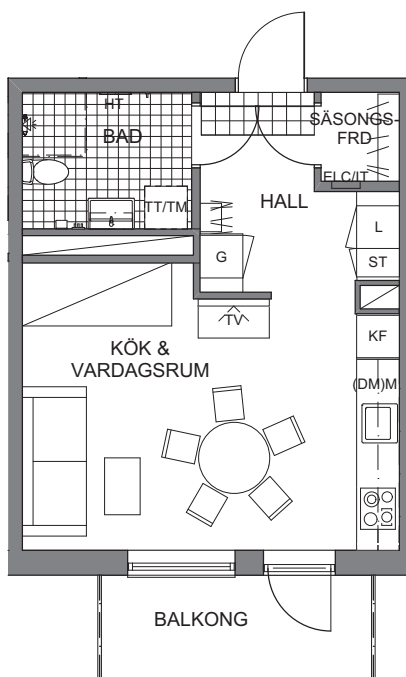 HT
BAD
SÄSONGS-
FRD
ELC/IT
TT/TM
HALL
L
G
ST
TV
KF
KÖK &
VARDAGSRUM
(DM)M
BALKONG